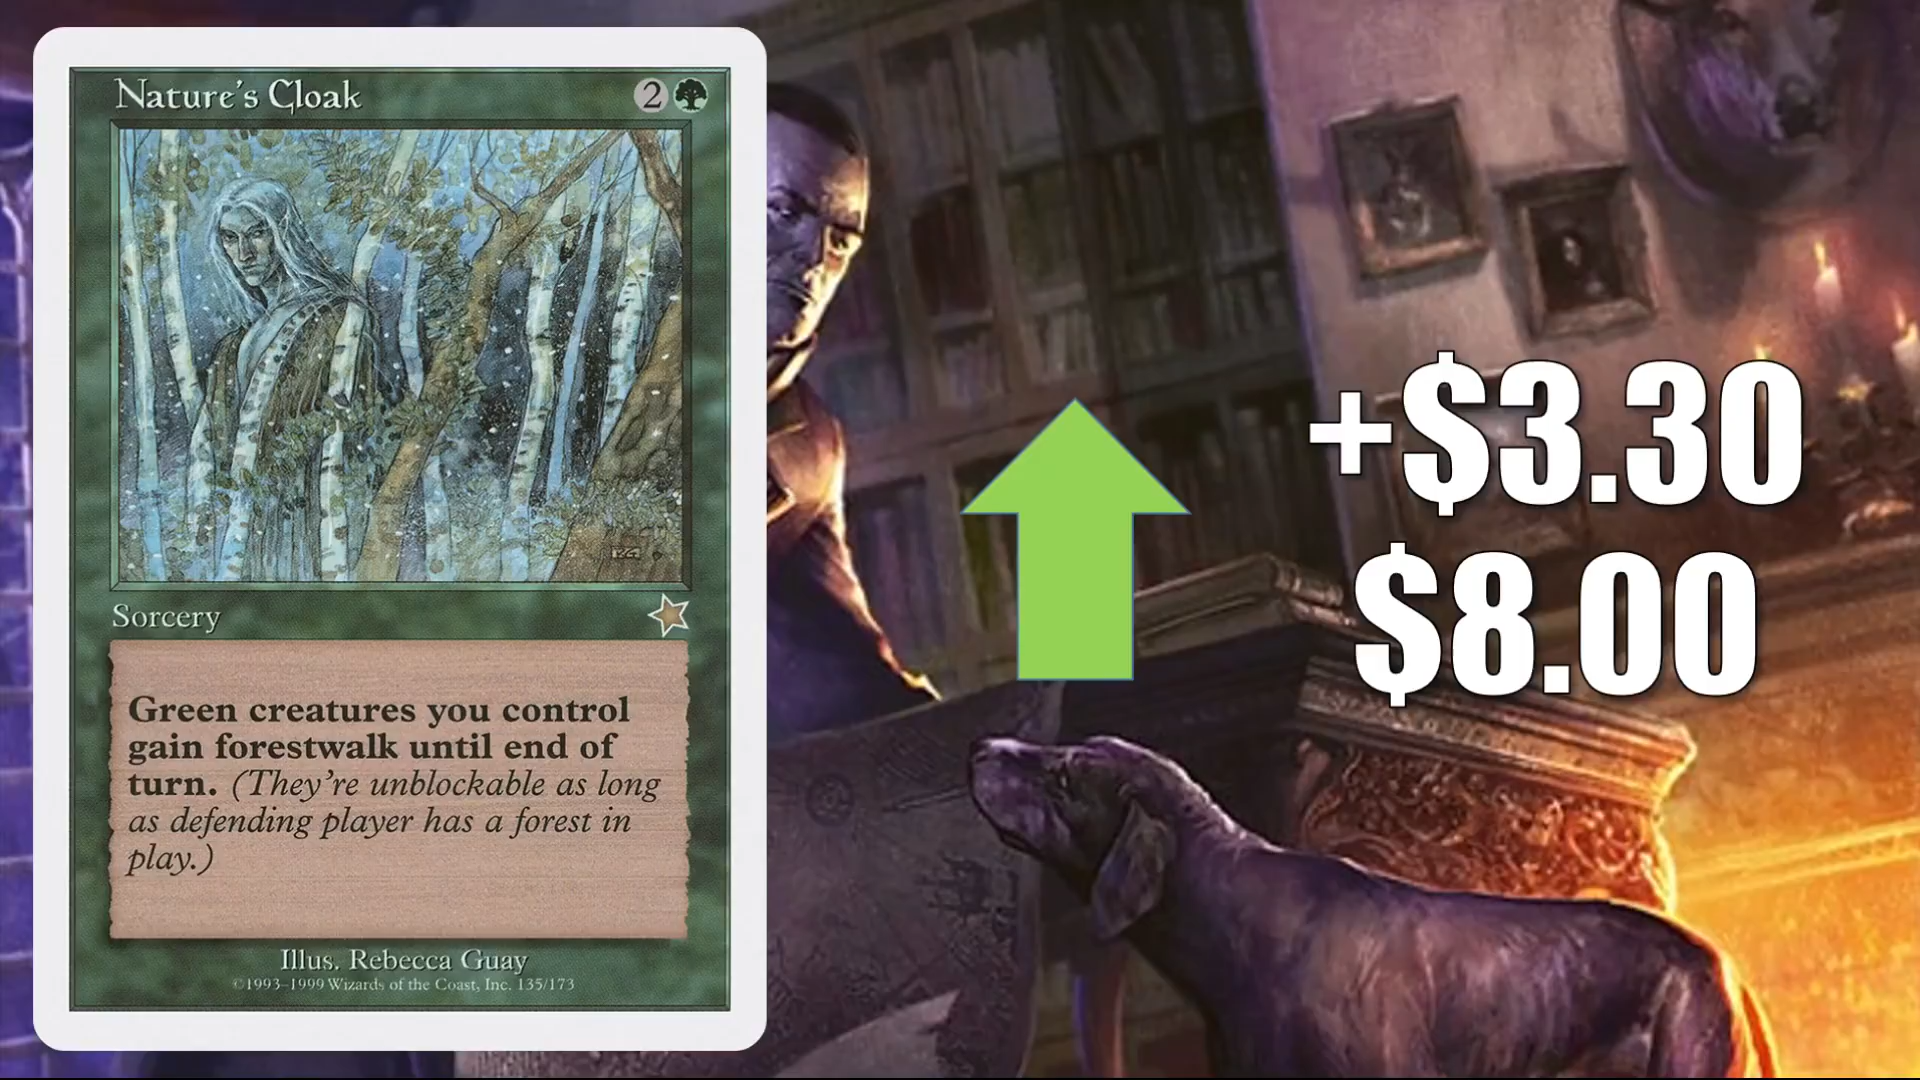 Nature's Cloak
2
Sorcery
Green creatures you control
gain forestwalk until end of
turn. (They're unblockable as long
as defending player has a forest in
play.)
Illus. Rebecca Guay
©1993–1999 Wizards of the Coast, Inc. 135/173
RG
+$3.30
$8.00